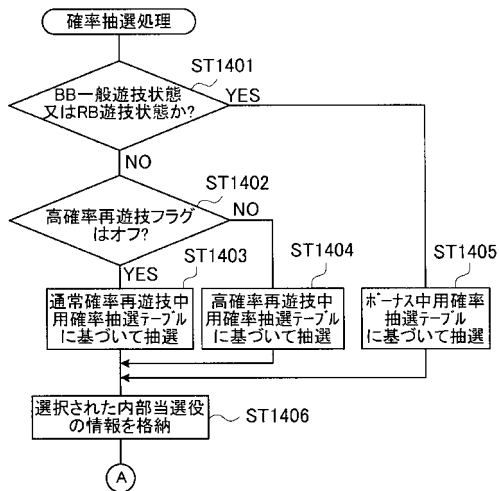 確率抽選処理
ST1401
BB一般遊技状態
又はRB遊技状態か?
YES
NO
ST1402
高確率再遊技フラグ
はオフ?
NO
YES
ST1403
通常確率再遊技中
用確率抽選テーブル
に基づいて抽選
ST1404
高確率再遊技中
用確率抽選テーブル
に基づいて抽選
ST1405
ボーナス中用確率
抽選テーブル
に基づいて抽選
選択された内部当選役
の情報を格納
ST1406
A